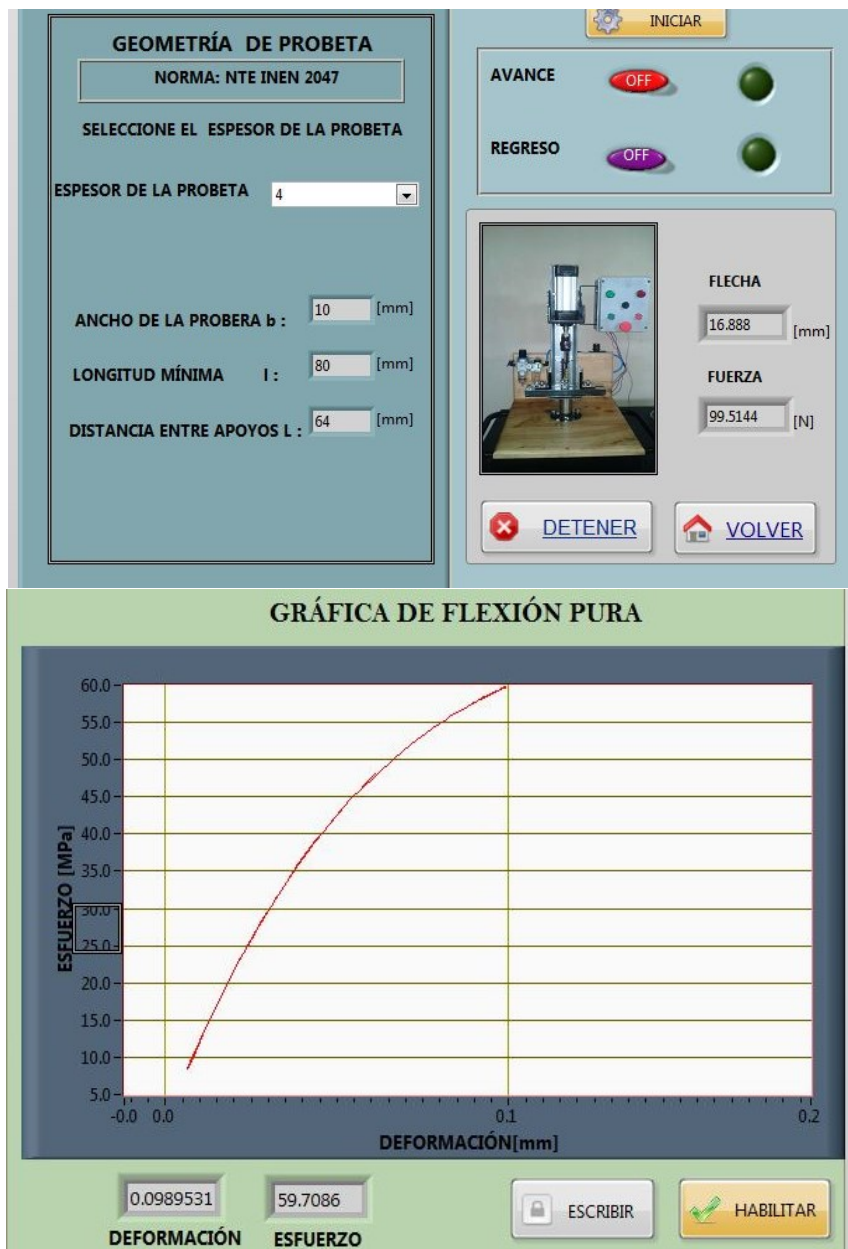 GEOMETRÍA DE PROBETA
NORMA: NTE INEN 2047
SELECCIONE EL ESPESOR DE LA PROBETA
ESPESOR DE LA PROBETA 4
ANCHO DE LA PROBERA b : 10 [mm]
LONGITUD MÍNIMA l : 80 [mm]
DISTANCIA ENTRE APOYOS L : 64 [mm]
INICIAR
AVANCE OFF
REGRESO OFF
FLECHA
16.888 [mm]
FUERZA
99.5144 [N]
DETENER VOLVER
GRÁFICA DE FLEXIÓN PURA
ESFUERZO [MPa]
60.0
55.0
50.0
45.0
40.0
35.0
30.0
25.0
20.0
15.0
10.0
5.0
-0.0 0.0 0.1 0.2
DEFORMACIÓN[mm]
0.0989531 59.7086 ESCRIBIR HABILITAR
DEFORMACIÓN ESFUERZO